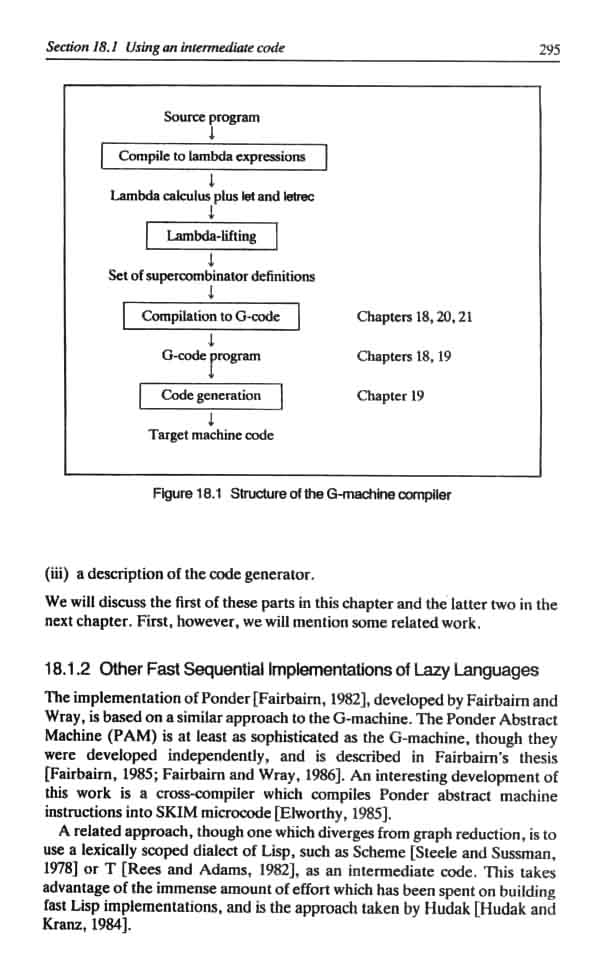 Section 18.1 Using an intermediate code 295
Source program
Compile to lambda expressions
Lambda calculus plus let and letrec
Lambda-lifting
Set of supercombinator definitions
Compilation to G-code Chapters 18, 20, 21
G-code program Chapters 18, 19
Code generation Chapter 19
Target machine code
Figure 18.1 Structure of the G-machine compiler
(iii) a description of the code generator.
We will discuss the first of these parts in this chapter and the latter two in the
next chapter. First, however, we will mention some related work.
18.1.2 Other Fast Sequential Implementations of Lazy Languages
The implementation of Ponder [Fairbairn, 1982], developed by Fairbairn and
Wray, is based on a similar approach to the G-machine. The Ponder Abstract
Machine (PAM) is at least as sophisticated as the G-machine, though they
were developed independently, and is described in Fairbairn's thesis
[Fairbairn, 1985; Fairbairn and Wray, 1986]. An interesting development of
this work is a cross-compiler which compiles Ponder abstract machine
instructions into SKIM microcode [Elworthy, 1985].
A related approach, though one which diverges from graph reduction, is to
use a lexically scoped dialect of Lisp, such as Scheme [Steele and Sussman,
1978] or T [Rees and Adams, 1982], as an intermediate code. This takes
advantage of the immense amount of effort which has been spent on building
fast Lisp implementations, and is the approach taken by Hudak [Hudak and
Kranz, 1984].